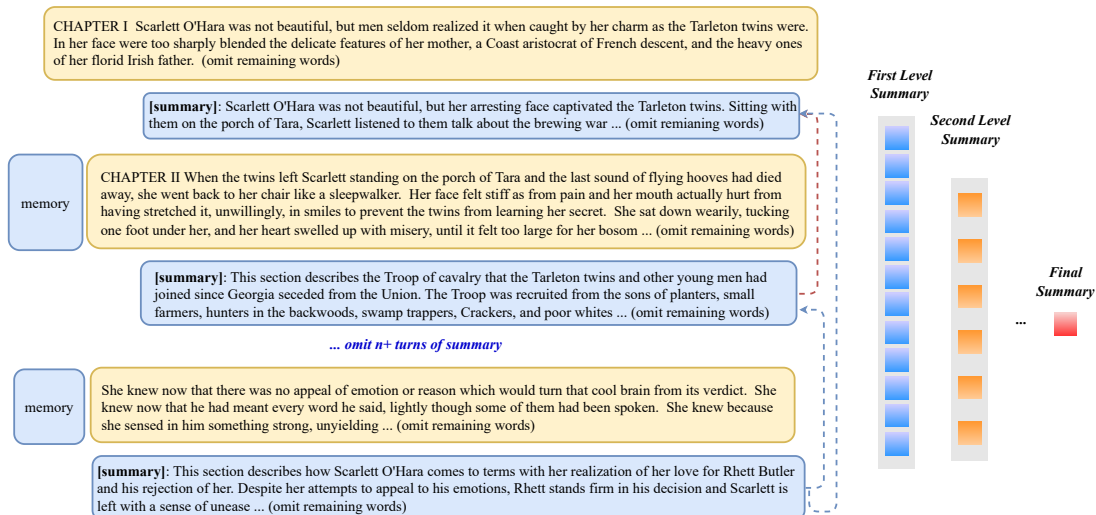 CHAPTER I  Scarlett O'Hara was not beautiful, but men seldom realized it when caught by her charm as the Tarleton twins were.
In her face were too sharply blended the delicate features of her mother, a Coast aristocrat of French descent, and the heavy ones
of her florid Irish father.  (omit remaining words)
[summary]: Scarlett O'Hara was not beautiful, but her arresting face captivated the Tarleton twins. Sitting with
them on the porch of Tara, Scarlett listened to them talk about the brewing war ... (omit remianing words)
memory
CHAPTER II When the twins left Scarlett standing on the porch of Tara and the last sound of flying hooves had died
away, she went back to her chair like a sleepwalker.  Her face felt stiff as from pain and her mouth actually hurt from
having stretched it, unwillingly, in smiles to prevent the twins from learning her secret.  She sat down wearily, tucking
one foot under her, and her heart swelled up with misery, until it felt too large for her bosom ... (omit remaining words)
[summary]: This section describes the Troop of cavalry that the Tarleton twins and other young men had
joined since Georgia seceded from the Union. The Troop was recruited from the sons of planters, small
farmers, hunters in the backwoods, swamp trappers, Crackers, and poor whites ... (omit remaining words)
... omit n+ turns of summary
memory
She knew now that there was no appeal of emotion or reason which would turn that cool brain from its verdict.  She
knew now that he had meant every word he said, lightly though some of them had been spoken.  She knew because
she sensed in him something strong, unyielding ... (omit remaining words)
[summary]: This section describes how Scarlett O'Hara comes to terms with her realization of her love for Rhett Butler
and his rejection of her. Despite her attempts to appeal to his emotions, Rhett stands firm in his decision and Scarlett is
left with a sense of unease ... (omit remaining words)
First Level
Summary
Second Level
Summary
...
Final
Summary